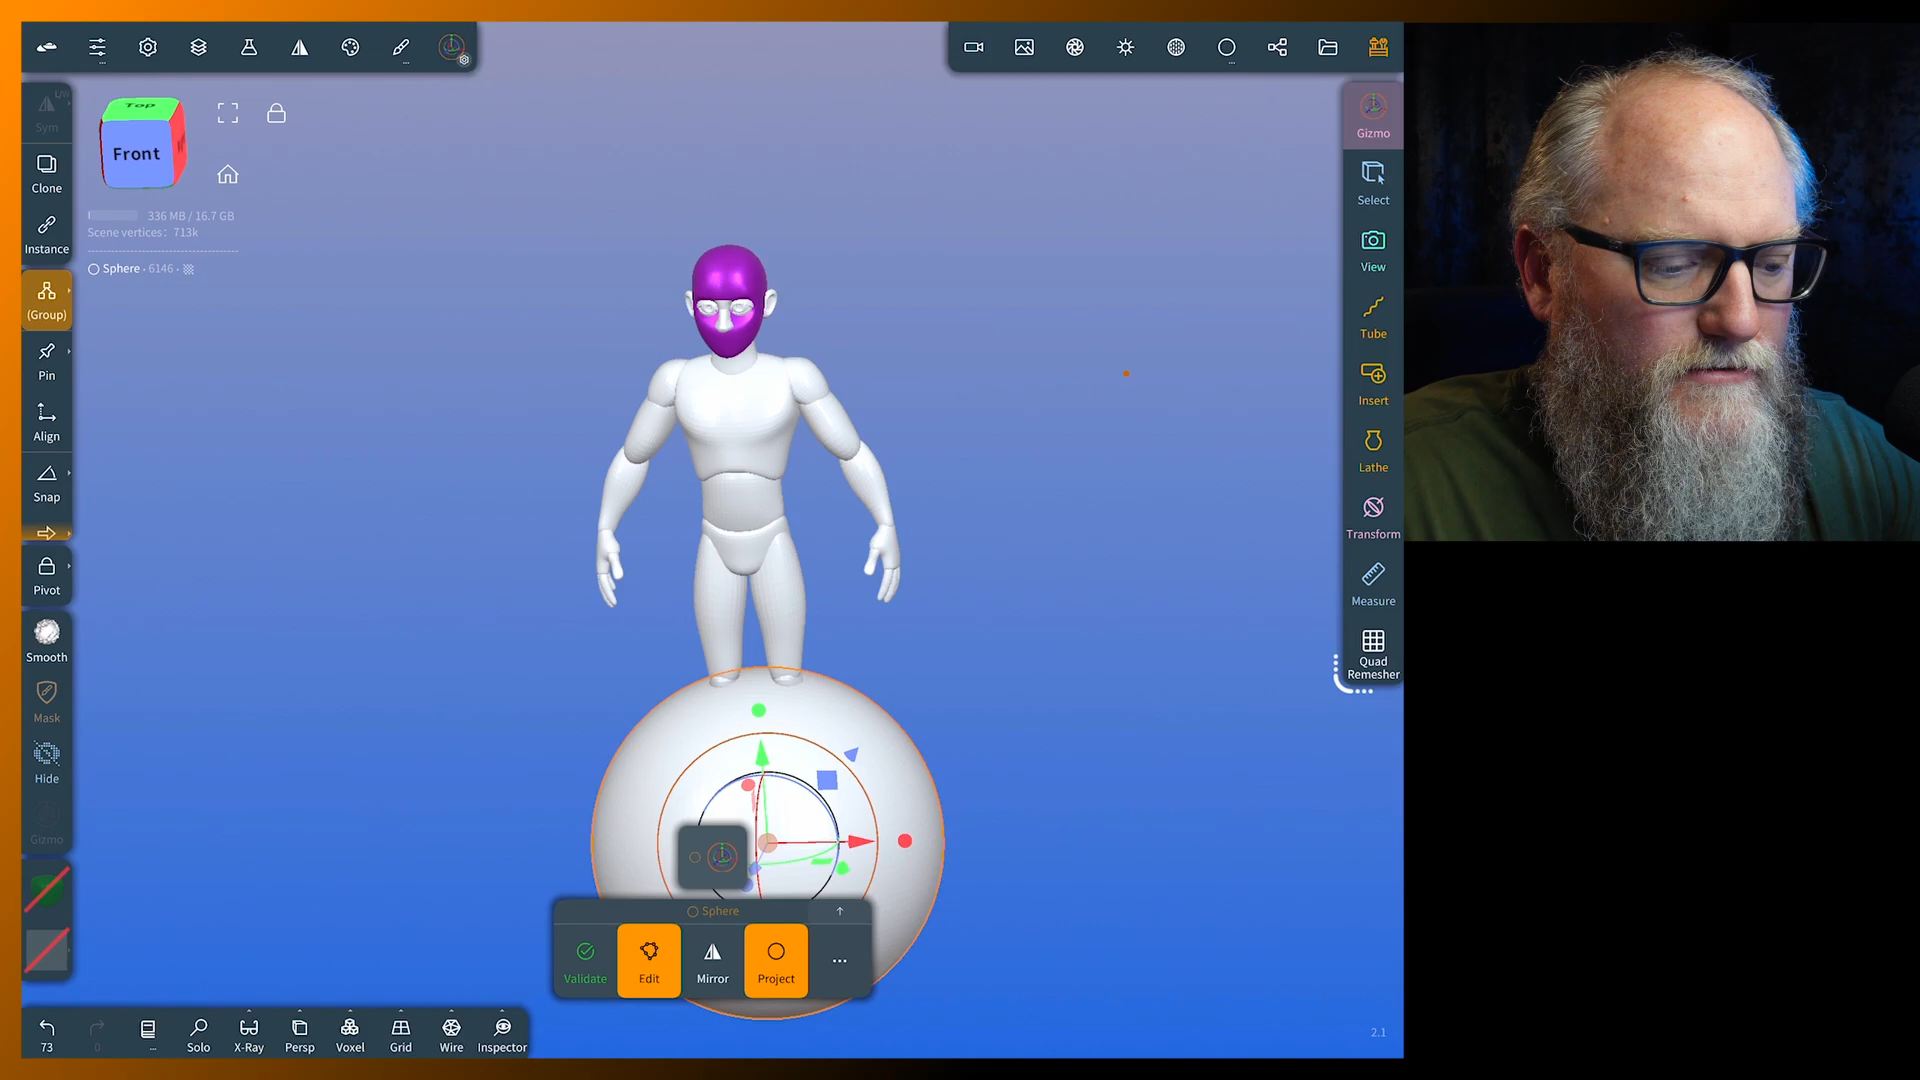 L/W
Sym
Clone
Instance
(Group)
Pin
Align
Snap
Pivot
Smooth
Mask
Hide
Gizmo
Top
Front
336 MB / 16.7 GB
Scene vertices: 713k
Sphere · 6146 ·
Sphere
Validate
Edit
Mirror
Project
...
Gizmo
Select
View
Tube
Insert
Lathe
Transform
Measure
Quad
Remesher
73
0
...
Solo
X-Ray
Persp
Voxel
Grid
Wire
Inspector
2.1